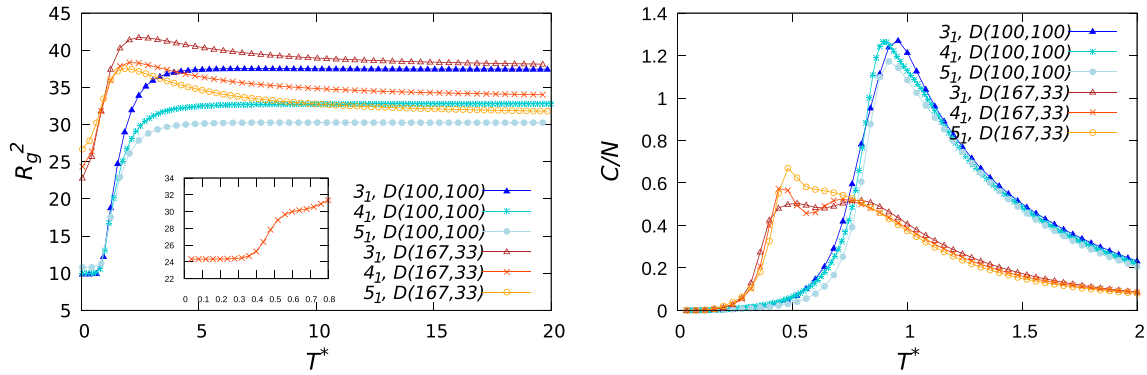 45
40
35
30
25
20
15
10
5
R_g^2
0
5
10
15
20
T^*
34
32
30
28
26
24
22
0
0.1
0.2
0.3
0.4
0.5
0.6
0.7
0.8
3_1, D(100,100)
4_1, D(100,100)
5_1, D(100,100)
3_1, D(167,33)
4_1, D(167,33)
5_1, D(167,33)
1.4
1.2
1
0.8
0.6
0.4
0.2
0
C/N
0
0.5
1
1.5
2
T^*
3_1, D(100,100)
4_1, D(100,100)
5_1, D(100,100)
3_1, D(167,33)
4_1, D(167,33)
5_1, D(167,33)